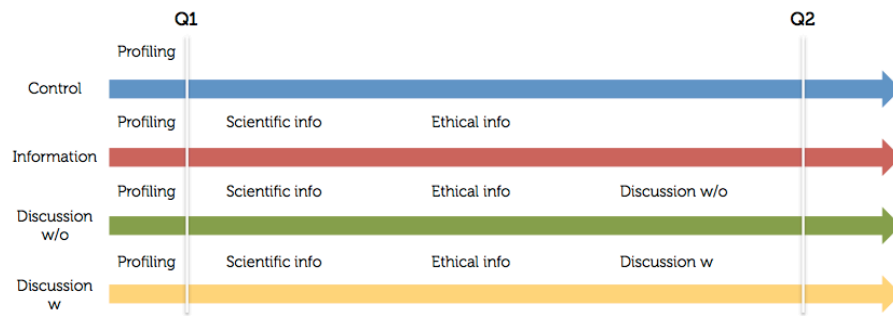 Q1 Q2
Profiling
Control
Profiling Scientific info Ethical info
Information
Profiling Scientific info Ethical info Discussion w/o
Discussion
w/o
Profiling Scientific info Ethical info Discussion w
Discussion
w